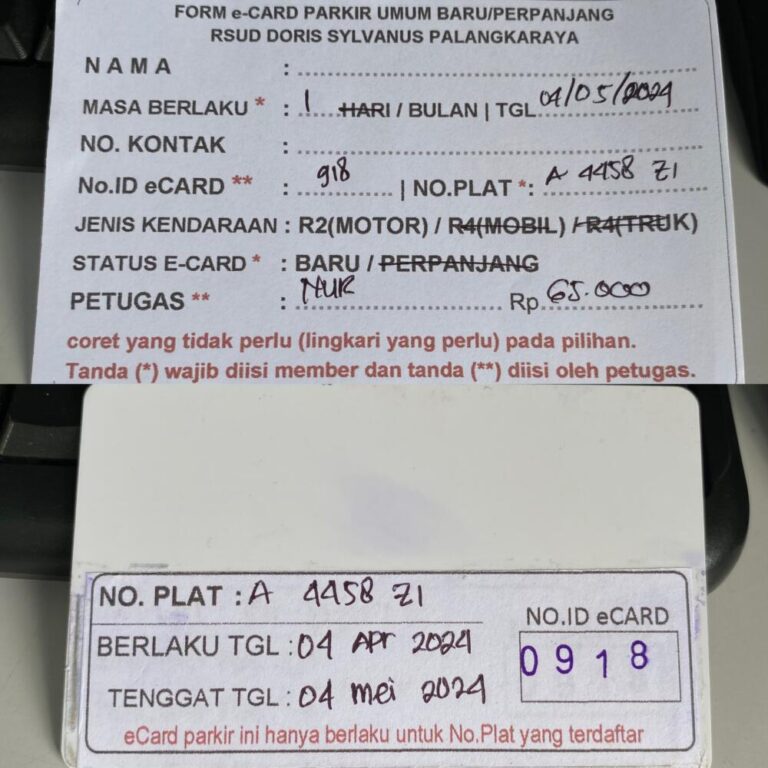 FORM e-CARD PARKIR UMUM BARU/PERPANJANG
RSUD DORIS SYLVANUS PALANGKARAYA
N A M A :
MASA BERLAKU * : 1 HARI / BULAN | TGL 04/05/2024
NO. KONTAK :
No.ID eCARD ** : 918 | NO.PLAT *: A 4458 ZI
JENIS KENDARAAN : R2(MOTOR) / R4(MOBIL) / R4(TRUK)
STATUS E-CARD * : BARU / PERPANJANG
PETUGAS ** : NUR Rp 65.000
coret yang tidak perlu (lingkari yang perlu) pada pilihan.
Tanda (*) wajib diisi member dan tanda (**) diisi oleh petugas.
NO. PLAT : A 4458 ZI
BERLAKU TGL : 04 Apr 2024
TENGGAT TGL : 04 mei 2024
NO.ID eCARD
0918
eCard parkir ini hanya berlaku untuk No.Plat yang terdaftar